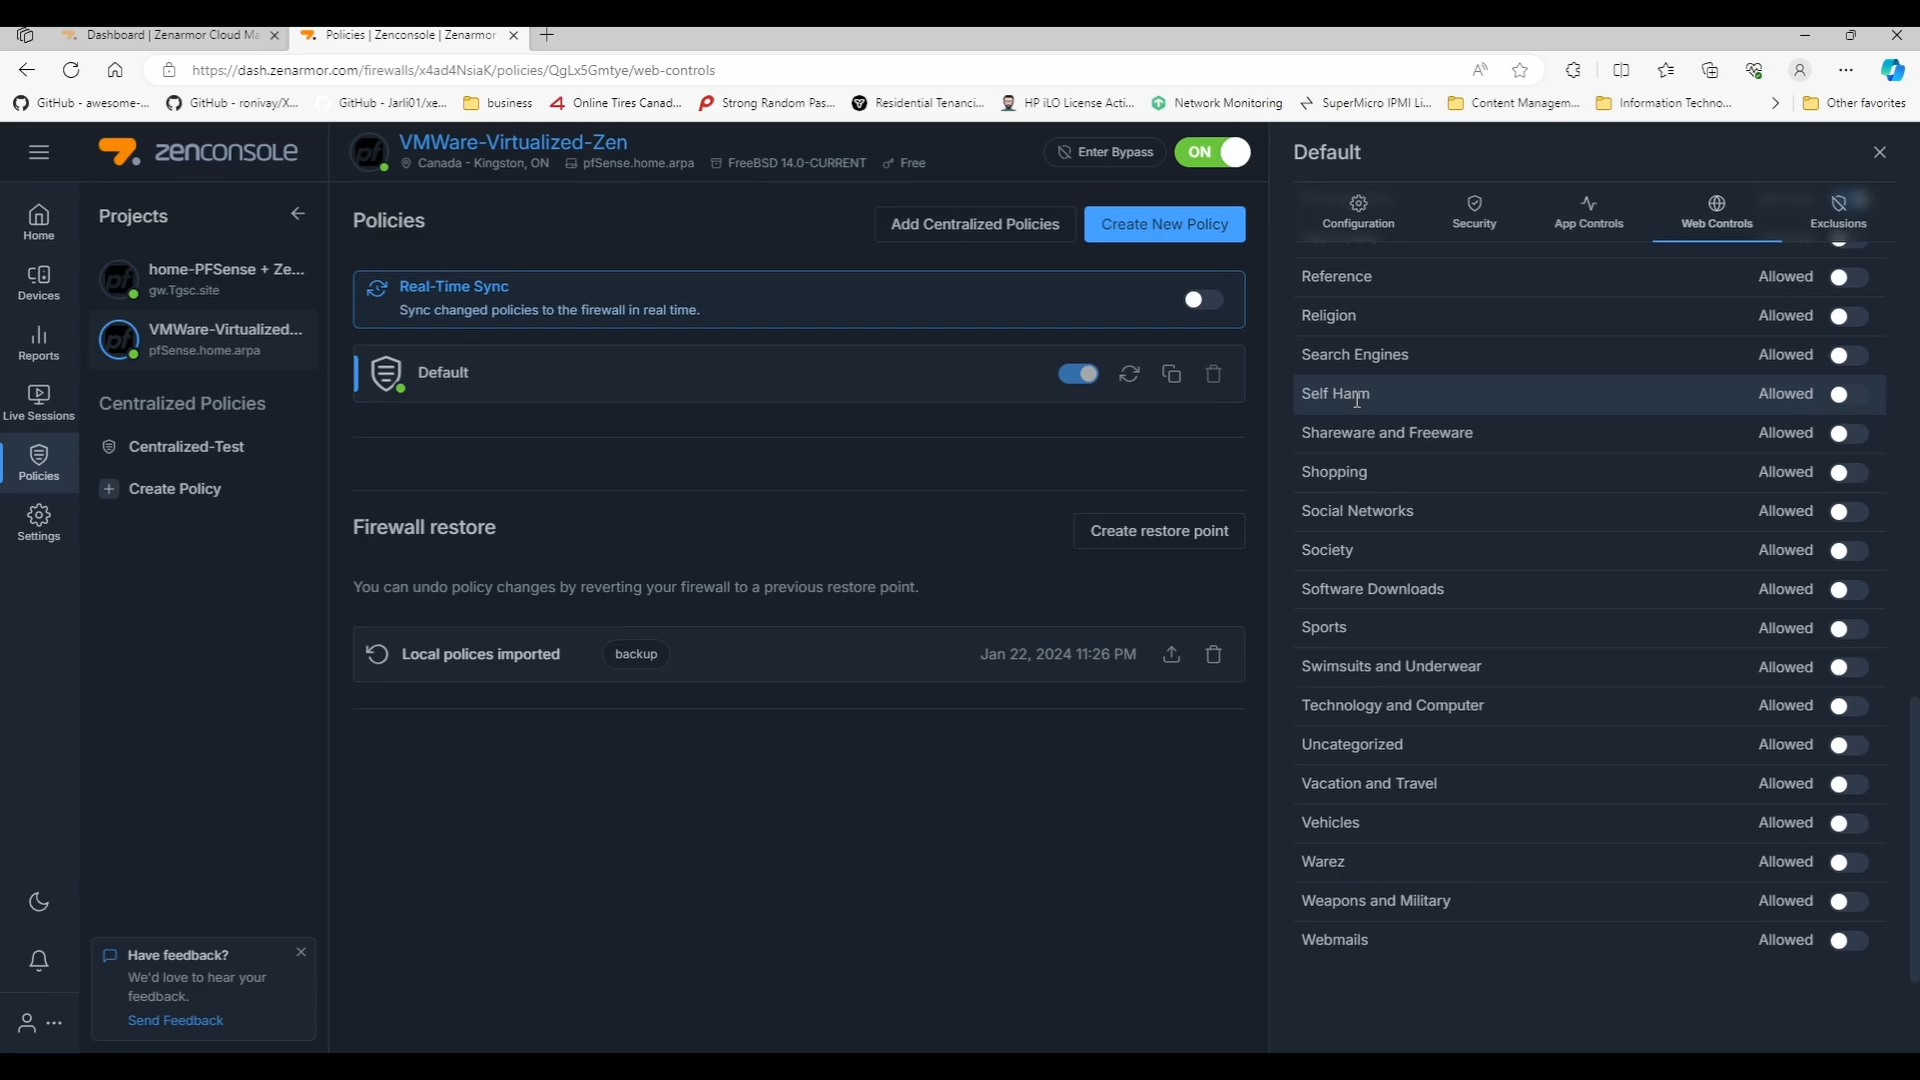 Dashboard | Zenarmor Cloud Ma
Policies | Zenconsole | Zenarmor
https://dash.zenarmor.com/firewalls/x4ad4NsiaK/policies/QgLx5Gmtye/web-controls
GitHub - awesome-...
GitHub - ronivay/X...
GitHub - Jarli01/xe...
business
Online Tires Canad...
Strong Random Pas...
Residential Tenanci...
HP iLO License Acti...
Network Monitoring
SuperMicro IPMI Li...
Content Managem...
Information Techno...
Other favorites
zenconsole
Home
Devices
Reports
Live Sessions
Policies
Settings
Projects
home-PFSense + Ze...
gw.Tgsc.site
VMWare-Virtualized...
pfSense.home.arpa
Centralized Policies
Centralized-Test
Create Policy
Have feedback?
We'd love to hear your
feedback.
Send Feedback
VMWare-Virtualized-Zen
Canada - Kingston, ON pfSense.home.arpa FreeBSD 14.0-CURRENT Free
Enter Bypass
ON
Policies
Add Centralized Policies
Create New Policy
Real-Time Sync
Sync changed policies to the firewall in real time.
Default
Firewall restore
Create restore point
You can undo policy changes by reverting your firewall to a previous restore point.
Local polices imported backup Jan 22, 2024 11:26 PM
Default
Configuration
Security
App Controls
Web Controls
Exclusions
Reference Allowed
Religion Allowed
Search Engines Allowed
Self Harm Allowed
Shareware and Freeware Allowed
Shopping Allowed
Social Networks Allowed
Society Allowed
Software Downloads Allowed
Sports Allowed
Swimsuits and Underwear Allowed
Technology and Computer Allowed
Uncategorized Allowed
Vacation and Travel Allowed
Vehicles Allowed
Warez Allowed
Weapons and Military Allowed
Webmails Allowed